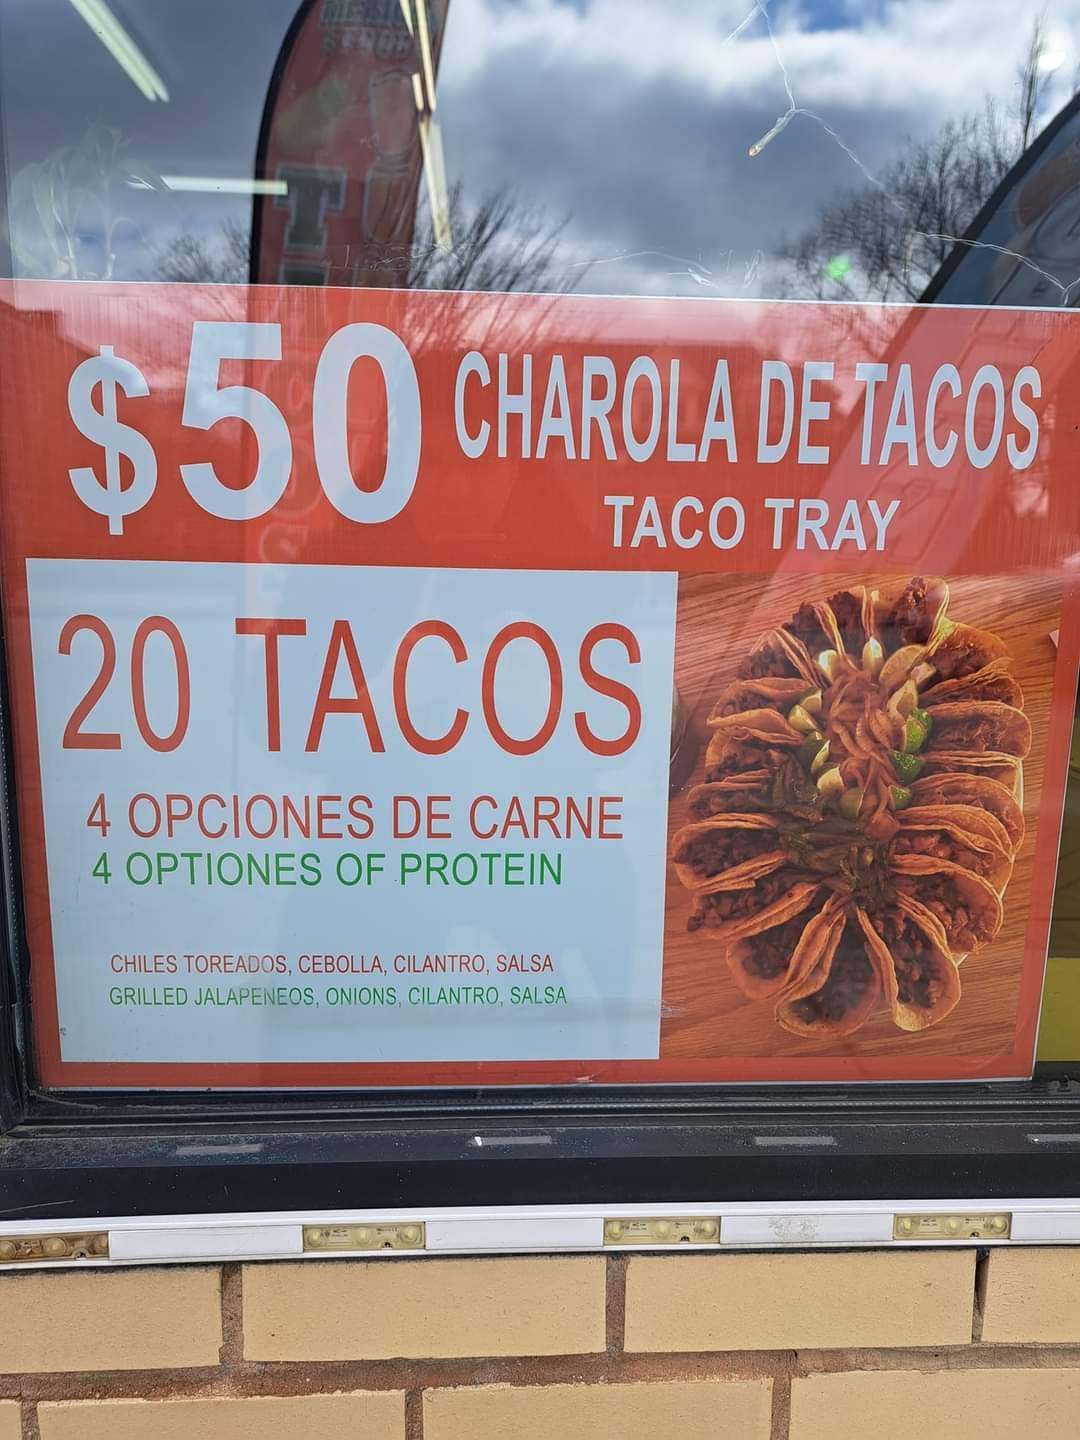 $50 CHAROLA DE TACOS
TACO TRAY
20 TACOS
4 OPCIONES DE CARNE
4 OPTIONES OF PROTEIN
CHILES TOREADOS, CEBOLLA, CILANTRO, SALSA
GRILLED JALAPENEOS, ONIONS, CILANTRO, SALSA